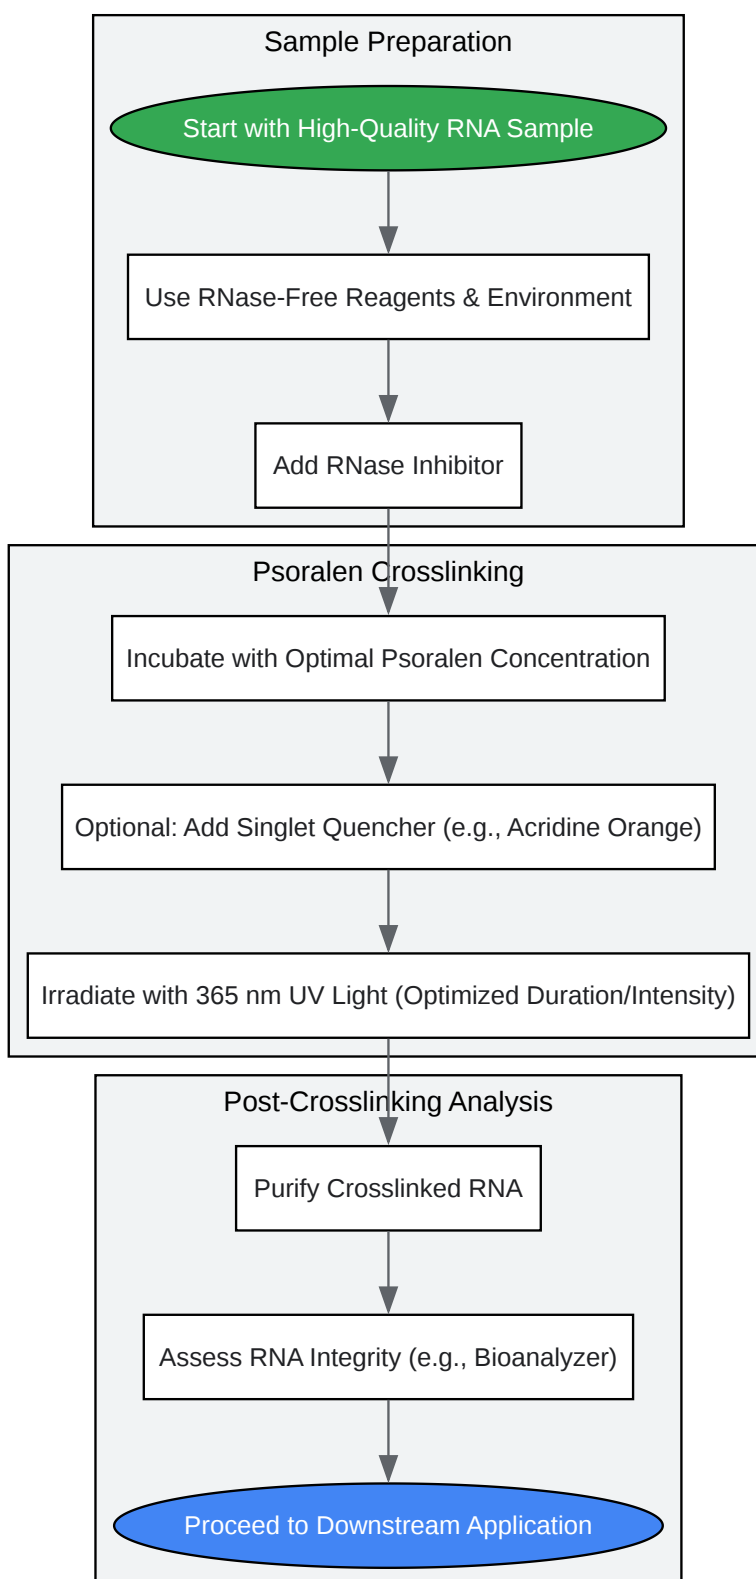 Sample Preparation
Start with High-Quality RNA Sample
Use RNase-Free Reagents & Environment
Add RNase Inhibitor
Psoralen Crosslinking
Incubate with Optimal Psoralen Concentration
Optional: Add Singlet Quencher (e.g., Acridine Orange)
Irradiate with 365 nm UV Light (Optimized Duration/Intensity)
Post-Crosslinking Analysis
Purify Crosslinked RNA
Assess RNA Integrity (e.g., Bioanalyzer)
Proceed to Downstream Application